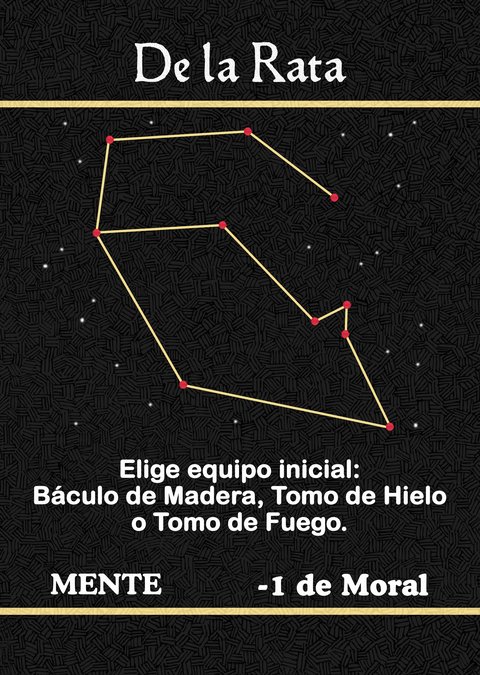 De la Rata
Elige equipo inicial:
Báculo de Madera, Tomo de Hielo
o Tomo de Fuego.
MENTE -1 de Moral